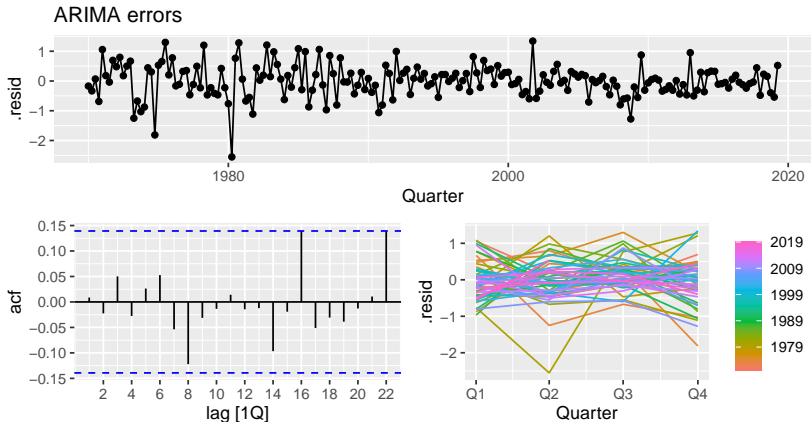 ARIMA errors
.resid
1
0
−1
−2
1980
2000
2020
Quarter
acf
0.15
0.10
0.05
0.00
−0.05
−0.10
−0.15
2 4 6 8 10 12 14 16 18 20 22
lag [1Q]
.resid
1
0
−1
−2
Q1 Q2 Q3 Q4
Quarter
2019
2009
1999
1989
1979